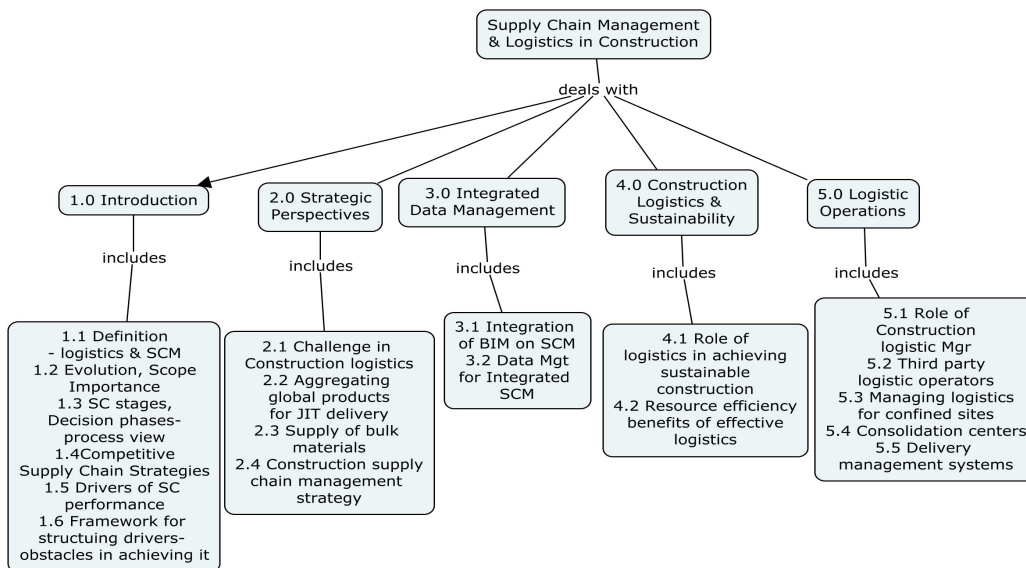 Supply Chain Management
& Logistics in Construction
deals with
1.0 Introduction
2.0 Strategic
Perspectives
3.0 Integrated
Data Management
4.0 Construction
Logistics &
Sustainability
5.0 Logistic
Operations
includes
includes
includes
includes
includes
1.1 Definition
- logistics & SCM
1.2 Evolution, Scope
Importance
1.3 SC stages,
Decision phases-
process view
1.4Competitive
Supply Chain Strategies
1.5 Drivers of SC
performance
1.6 Framework for
structuing drivers-
obstacles in achieving it
2.1 Challenge in
Construction logistics
2.2 Aggregating
global products
for JIT delivery
2.3 Supply of bulk
materials
2.4 Construction supply
chain management
strategy
3.1 Integration
of BIM on SCM
3.2 Data Mgt
for Integrated
SCM
4.1 Role of
logistics in achieving
sustainable
construction
4.2 Resource efficiency
benefits of effective
logistics
5.1 Role of
Construction
logistic Mgr
5.2 Third party
logistic operators
5.3 Managing logistics
for confined sites
5.4 Consolidation centers
5.5 Delivery
management systems